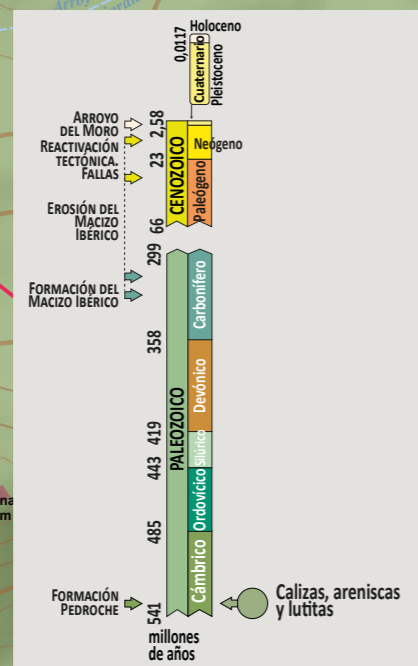 Arroyo
0,0117
Holoceno
Cuaternario
Pleistoceno
ARROYO
DEL MORO
REACTIVACIÓN
TECTÓNICA.
FALLAS
2,58
23
CENOZOICO
Neógeno
Paleógeno
EROSIÓN DEL
MACIZO
IBÉRICO
66
299
FORMACIÓN DEL
MACIZO IBÉRICO
Carbonífero
358
PALEOZOICO
Devónico
419
Silúrico
443
Ordovícico
485
Cámbrico
FORMACIÓN
PEDROCHE
541
Calizas, areniscas
y lutitas
millones
de años
na
m